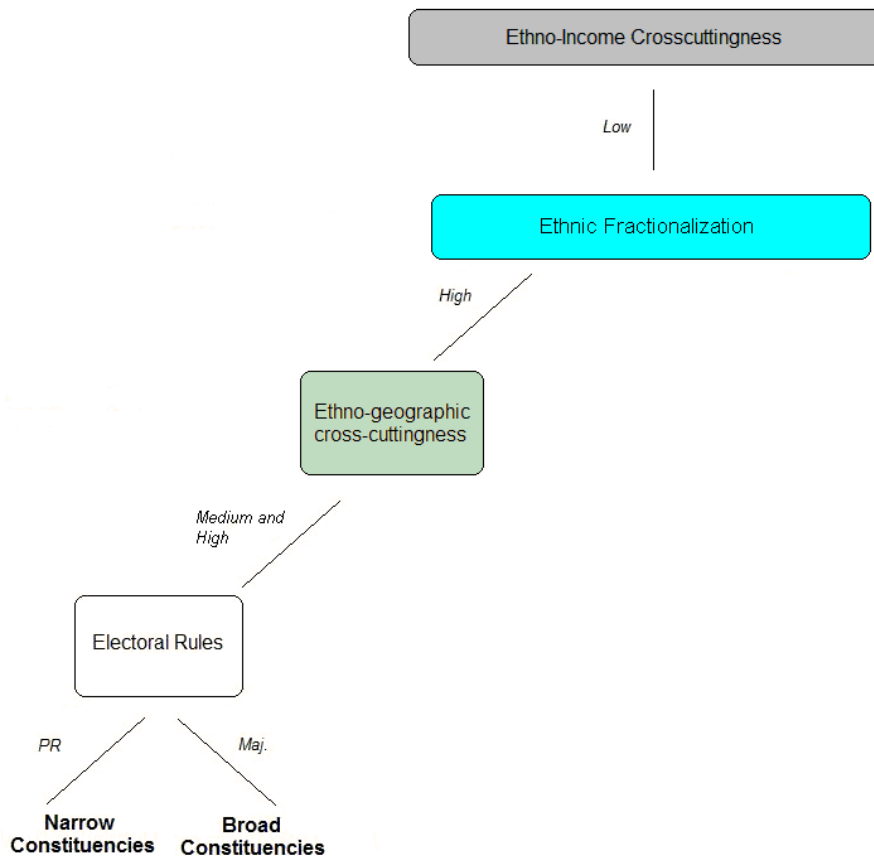 Ethno-Income Crosscuttingness
Low
Ethnic Fractionalization
High
Ethno-geographic
cross-cuttingness
Medium and
High
Electoral Rules
PR
Maj.
Narrow
Constituencies
Broad
Constituencies